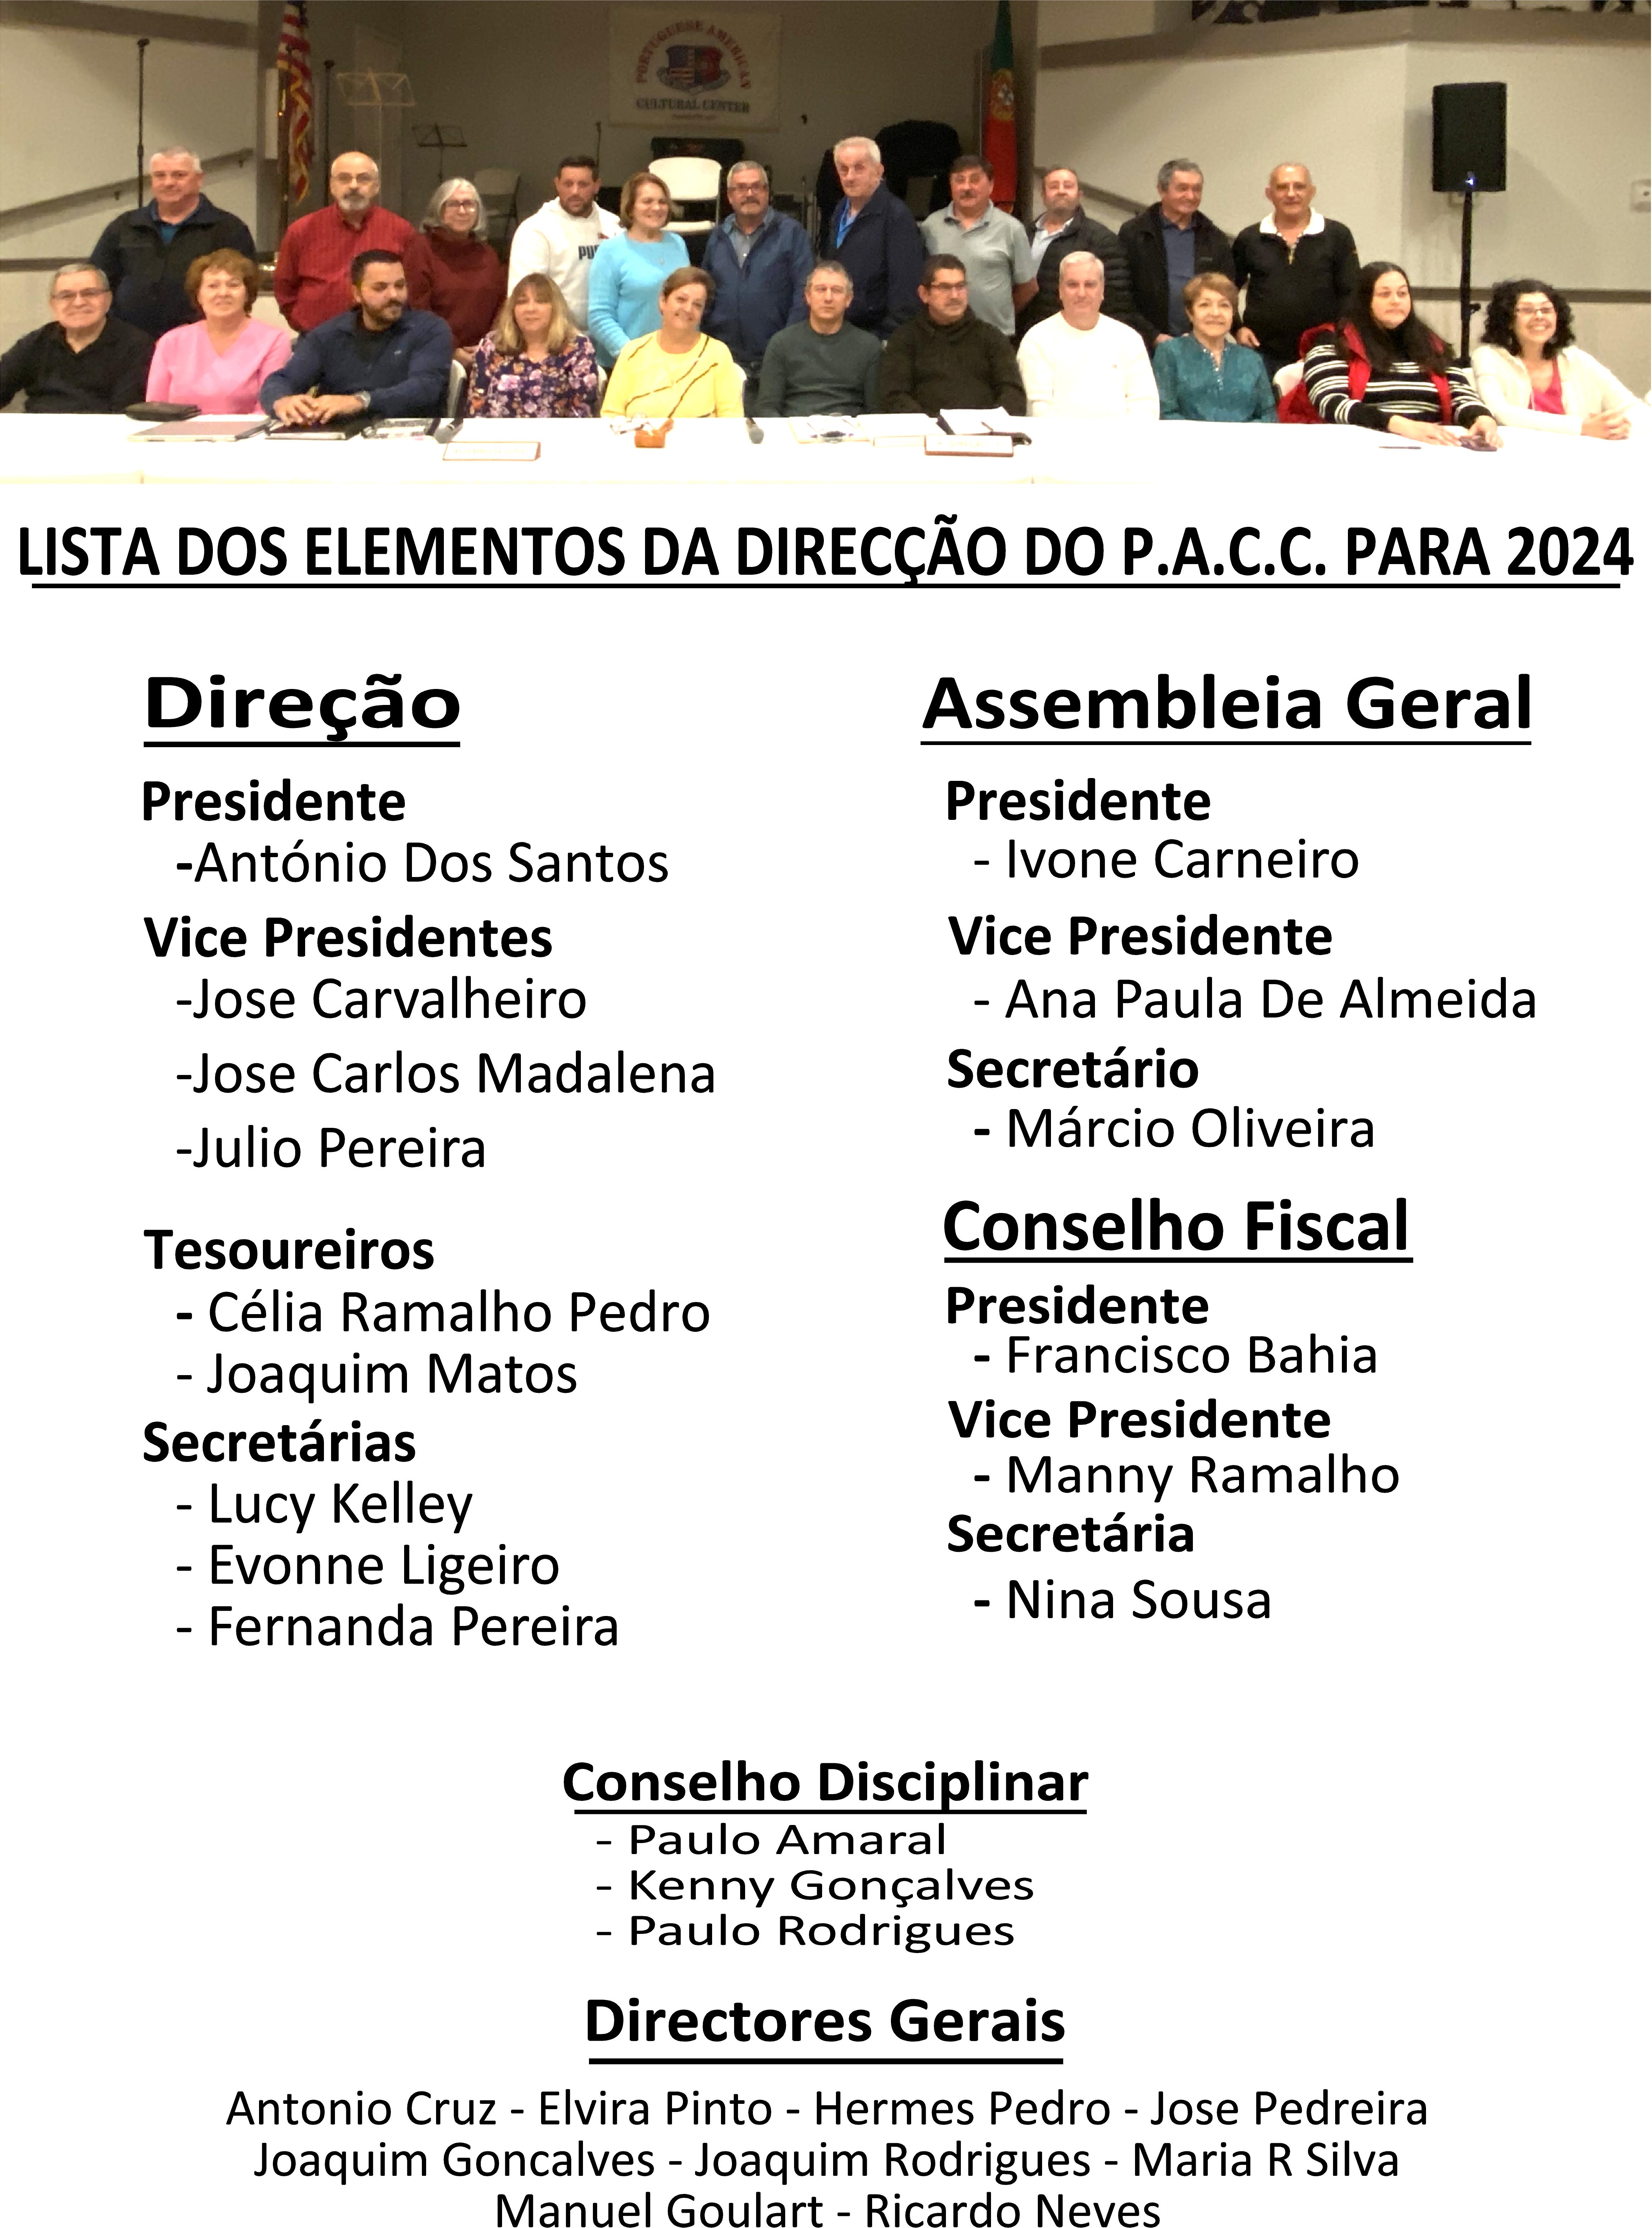 PORTUGUESE AMERICAN
CULTURAL CENTER
LISTA DOS ELEMENTOS DA DIRECÇÃO DO P.A.C.C. PARA 2024
Direção
Presidente
-António Dos Santos
Vice Presidentes
-Jose Carvalheiro
-Jose Carlos Madalena
-Julio Pereira
Tesoureiros
- Célia Ramalho Pedro
- Joaquim Matos
Secretárias
- Lucy Kelley
- Evonne Ligeiro
- Fernanda Pereira
Assembleia Geral
Presidente
- Ivone Carneiro
Vice Presidente
- Ana Paula De Almeida
Secretário
- Márcio Oliveira
Conselho Fiscal
Presidente
- Francisco Bahia
Vice Presidente
- Manny Ramalho
Secretária
- Nina Sousa
Conselho Disciplinar
- Paulo Amaral
- Kenny Gonçalves
- Paulo Rodrigues
Directores Gerais
Antonio Cruz - Elvira Pinto - Hermes Pedro - Jose Pedreira
Joaquim Goncalves - Joaquim Rodrigues - Maria R Silva
Manuel Goulart - Ricardo Neves